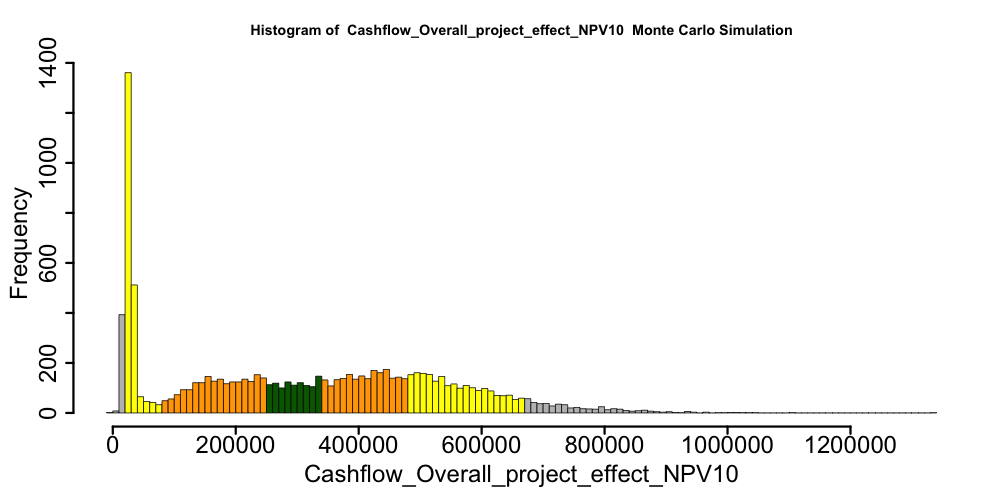 Histogram of Cashflow_Overall_project_effect_NPV10 Monte Carlo Simulation
1400
1000
600
200
0
Frequency
0 200000 400000 600000 800000 1000000 1200000
Cashflow_Overall_project_effect_NPV10